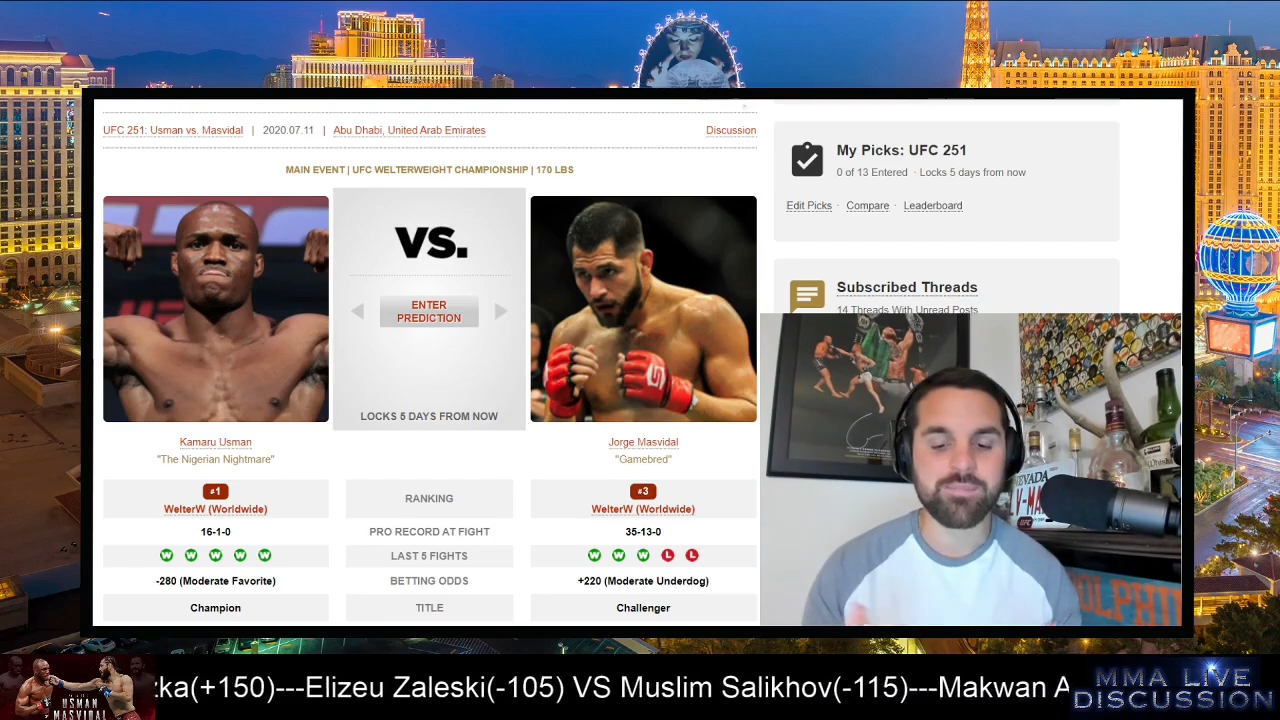 UFC 251: Usman vs. Masvidal | 2020.07.11 | Abu Dhabi, United Arab Emirates Discussion
MAIN EVENT | UFC WELTERWEIGHT CHAMPIONSHIP | 170 LBS
VS.
ENTER
PREDICTION
LOCKS 5 DAYS FROM NOW
Kamaru Usman
"The Nigerian Nightmare"
Jorge Masvidal
"Gamebred"
#1
WelterW (Worldwide)
RANKING
#3
WelterW (Worldwide)
16-1-0 PRO RECORD AT FIGHT 35-13-0
W W W W W LAST 5 FIGHTS W W W L L
-280 (Moderate Favorite) BETTING ODDS +220 (Moderate Underdog)
Champion TITLE Challenger
My Picks: UFC 251
0 of 13 Entered · Locks 5 days from now
Edit Picks · Compare · Leaderboard
Subscribed Threads
14 Threads With Unread Posts
NEVADA
LV-MA
UFC
DOLPHI
USMAN
MASVIDAL
zka(+150)---Elizeu Zaleski(-105) VS Muslim Salikhov(-115)---Makwan A
MMA LIVE
DISCUSSION